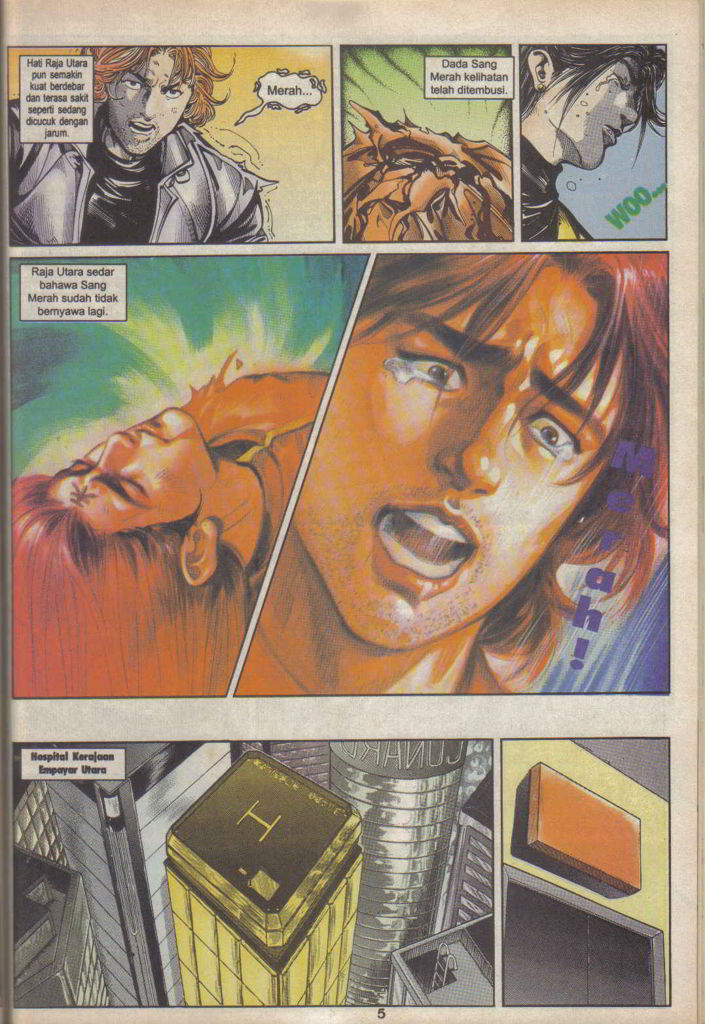 Hati Raja Utara
pun semakin
kuat berdebar
dan terasa sakit
seperti sedang
dicucuk dengan
jarum.
Merah...
Dada Sang
Merah kelihatan
telah ditembusi.
WOO...
Raja Utara sedar
bahawa Sang
Merah sudah tidak
bernyawa lagi.
Merah!
Hospital Kerajaan
Empayar Utara
H
5